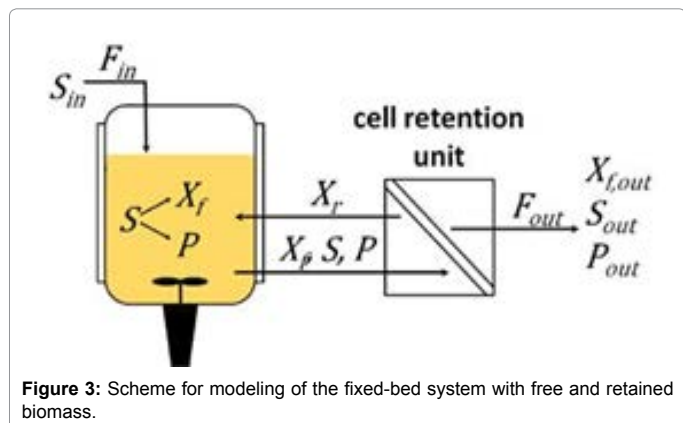 F_in
S_in
cell retention
unit
X_f,out
S X_f
X_r
F_out
S_out
P
X_f, S, P
P_out
Figure 3: Scheme for modeling of the fixed-bed system with free and retained
biomass.